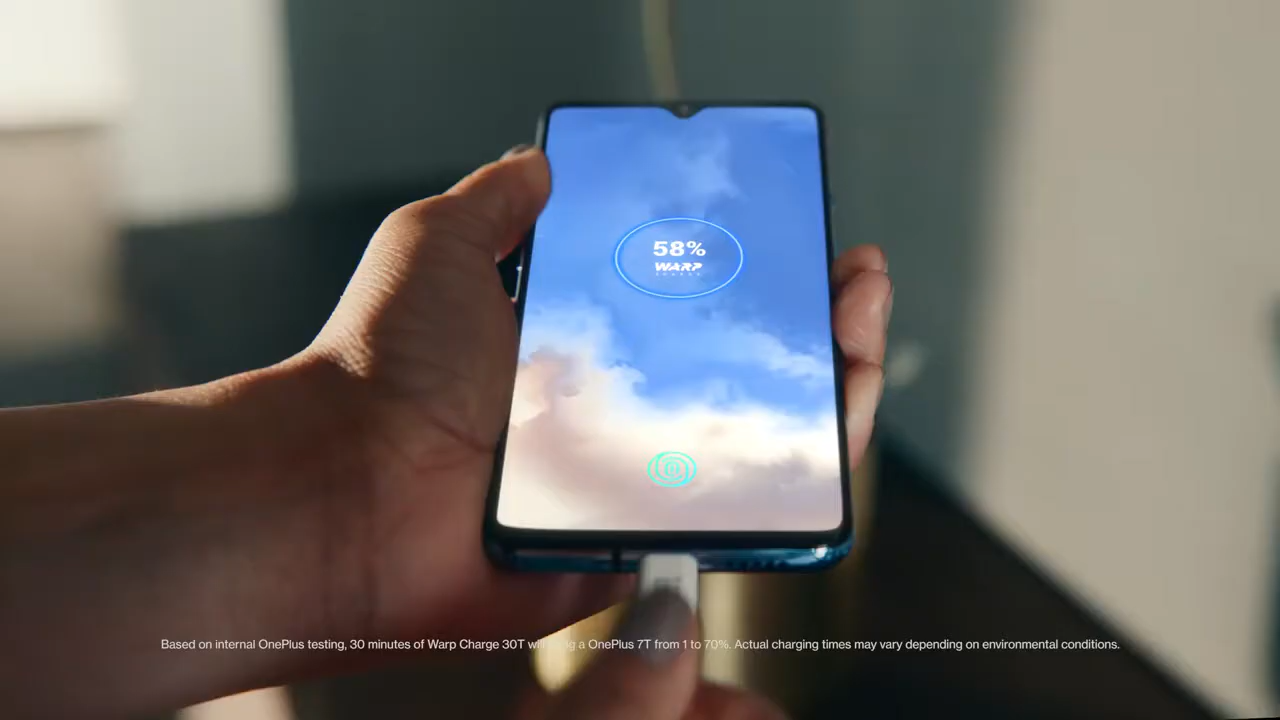 58%
WARP
Based on internal OnePlus testing, 30 minutes of Warp Charge 30T a OnePlus 7T from 1 to 70%. Actual charging times may vary depending on environmental conditions.